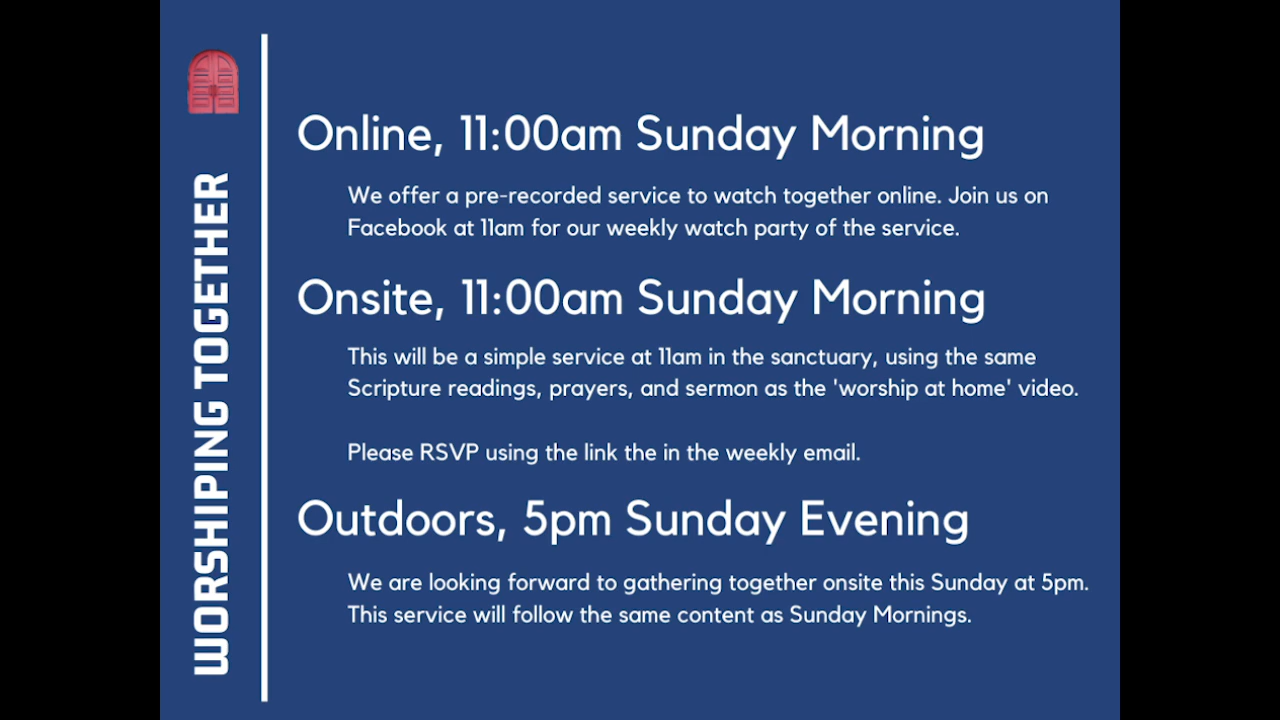 WORSHIPING TOGETHER
Online, 11:00am Sunday Morning
We offer a pre-recorded service to watch together online. Join us on
Facebook at 11am for our weekly watch party of the service.
Onsite, 11:00am Sunday Morning
This will be a simple service at 11am in the sanctuary, using the same
Scripture readings, prayers, and sermon as the 'worship at home' video.
Please RSVP using the link the in the weekly email.
Outdoors, 5pm Sunday Evening
We are looking forward to gathering together onsite this Sunday at 5pm.
This service will follow the same content as Sunday Mornings.